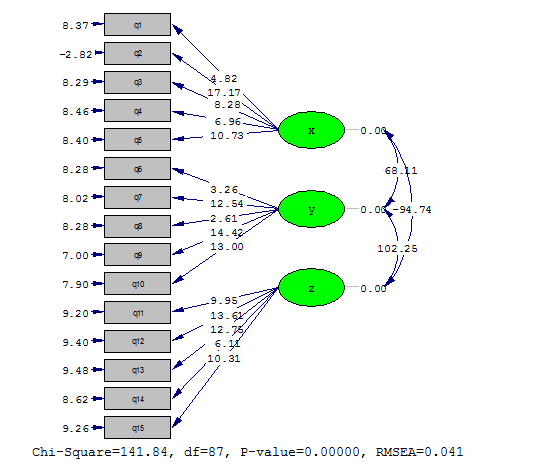 8.37 q1
-2.82 q2
8.29 q3
8.46 q4
8.40 q5
8.28 q6
8.02 q7
8.28 q8
7.00 q9
7.90 q10
9.20 q11
9.40 q12
9.48 q13
8.62 q14
9.26 q15
4.82
17.17
8.28
6.96
10.73
3.26
12.54
2.61
14.42
13.00
9.95
13.61
12.75
6.11
10.31
x 0.00
y 0.00
z 0.00
68.11
-94.74
102.25
Chi-Square=141.84, df=87, P-value=0.00000, RMSEA=0.041